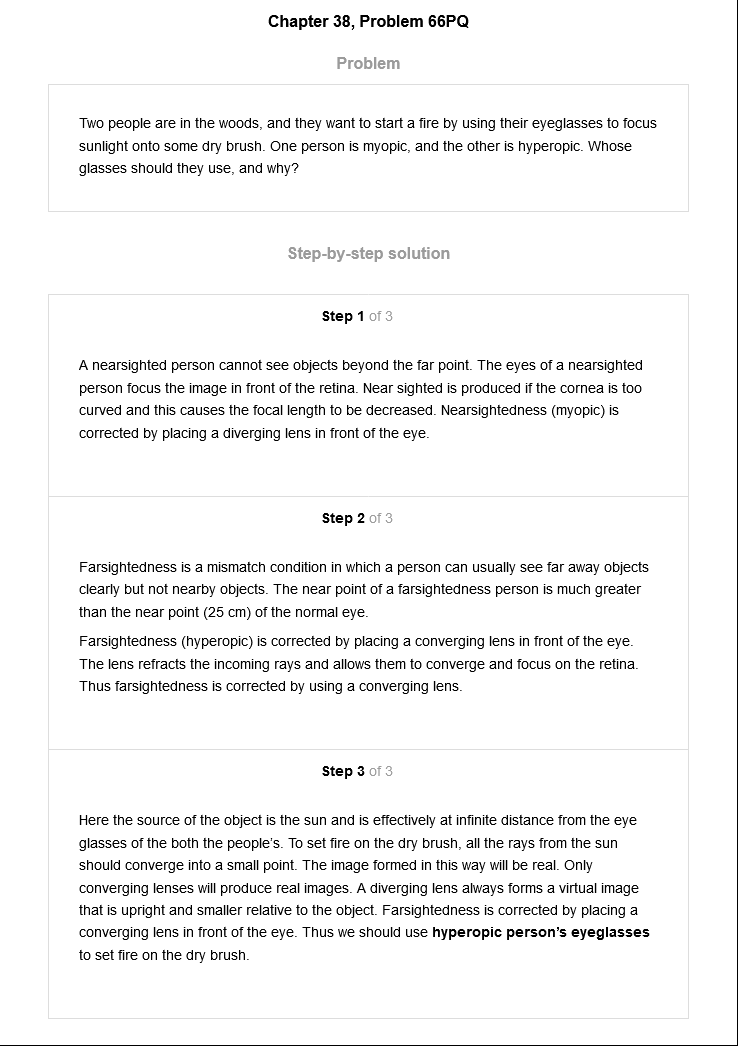 Chapter 38, Problem 66PQ
Problem
Two people are in the woods, and they want to start a fire by using their eyeglasses to focus
sunlight onto some dry brush. One person is myopic, and the other is hyperopic. Whose
glasses should they use, and why?
Step-by-step solution
Step 1 of 3
A nearsighted person cannot see objects beyond the far point. The eyes of a nearsighted
person focus the image in front of the retina. Near sighted is produced if the cornea is too
curved and this causes the focal length to be decreased. Nearsightedness (myopic) is
corrected by placing a diverging lens in front of the eye.
Step 2 of 3
Farsightedness is a mismatch condition in which a person can usually see far away objects
clearly but not nearby objects. The near point of a farsightedness person is much greater
than the near point (25 cm) of the normal eye.
Farsightedness (hyperopic) is corrected by placing a converging lens in front of the eye.
The lens refracts the incoming rays and allows them to converge and focus on the retina.
Thus farsightedness is corrected by using a converging lens.
Step 3 of 3
Here the source of the object is the sun and is effectively at infinite distance from the eye
glasses of the both the people's. To set fire on the dry brush, all the rays from the sun
should converge into a small point. The image formed in this way will be real. Only
converging lenses will produce real images. A diverging lens always forms a virtual image
that is upright and smaller relative to the object. Farsightedness is corrected by placing a
converging lens in front of the eye. Thus we should use hyperopic person's eyeglasses
to set fire on the dry brush.